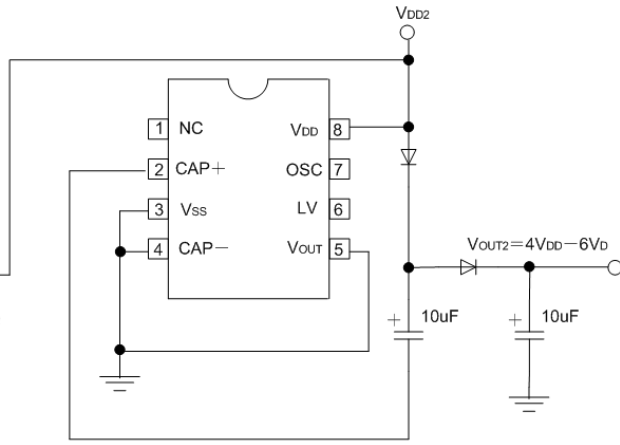 VDD2
1 NC VDD 8
2 CAP+ OSC 7
3 VSS LV 6
4 CAP− VOUT 5
VOUT2=4VDD−6VD
+ 10uF + 10uF